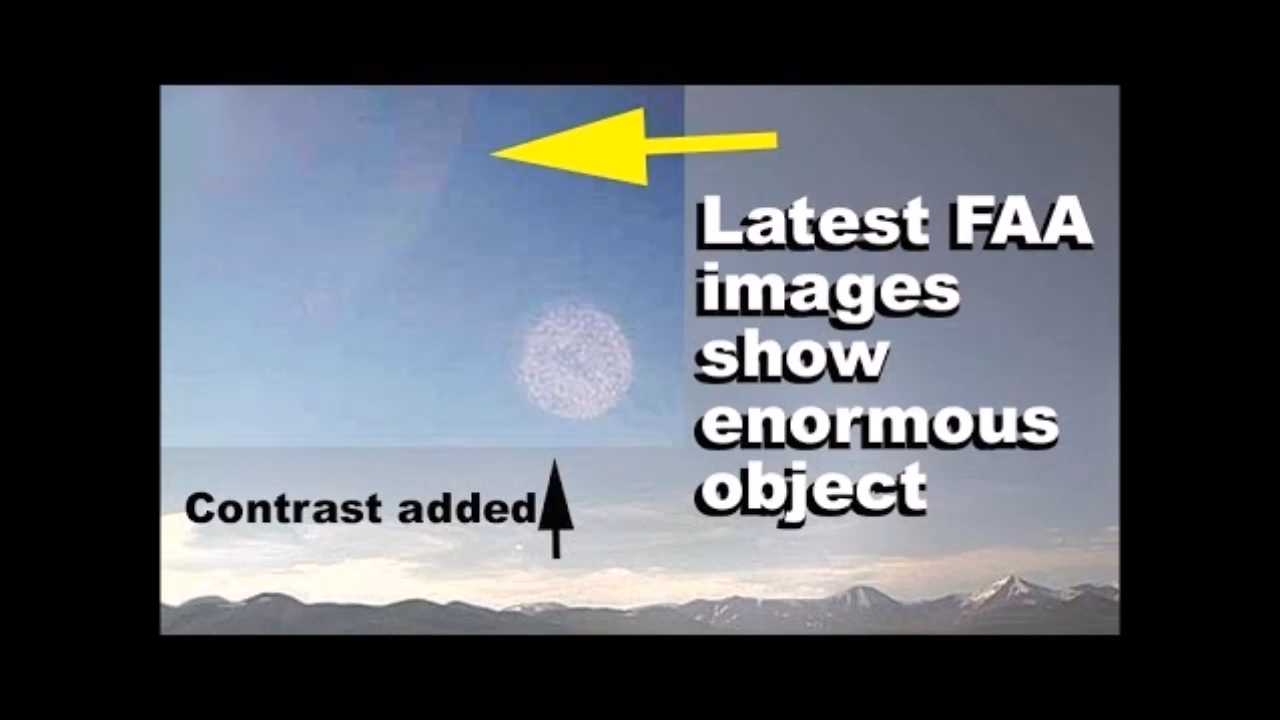 Latest FAA
images
show
enormous
object
Contrast added